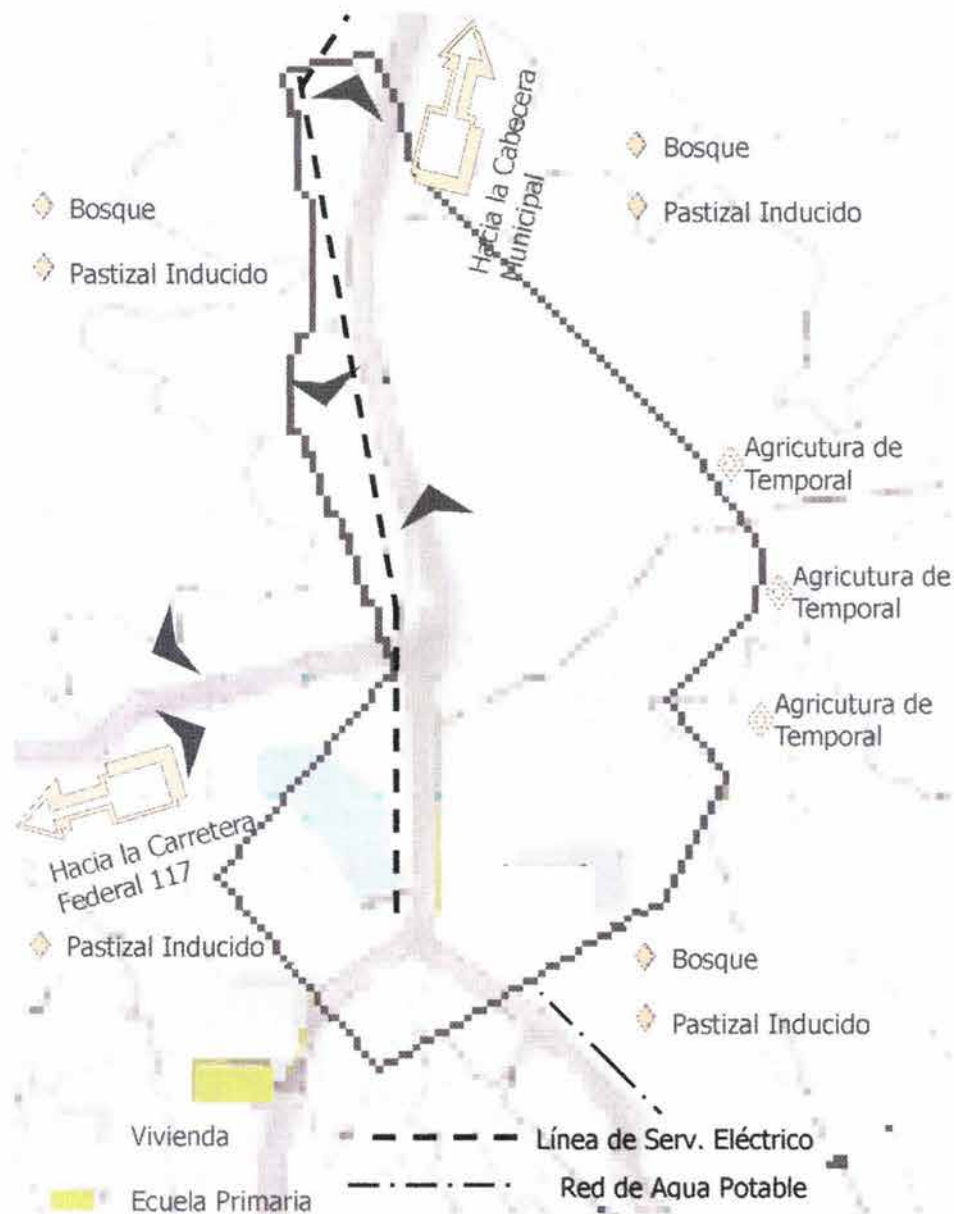 Hacia la Cabecera
Municipal
Bosque
Pastizal Inducido
Bosque
Pastizal Inducido
Agricutura de
Temporal
Agricutura de
Temporal
Agricutura de
Temporal
Hacia la Carretera
Federal 117
Pastizal Inducido
Bosque
Pastizal Inducido
Vivienda
Línea de Serv. Eléctrico
Ecuela Primaria
Red de Agua Potable